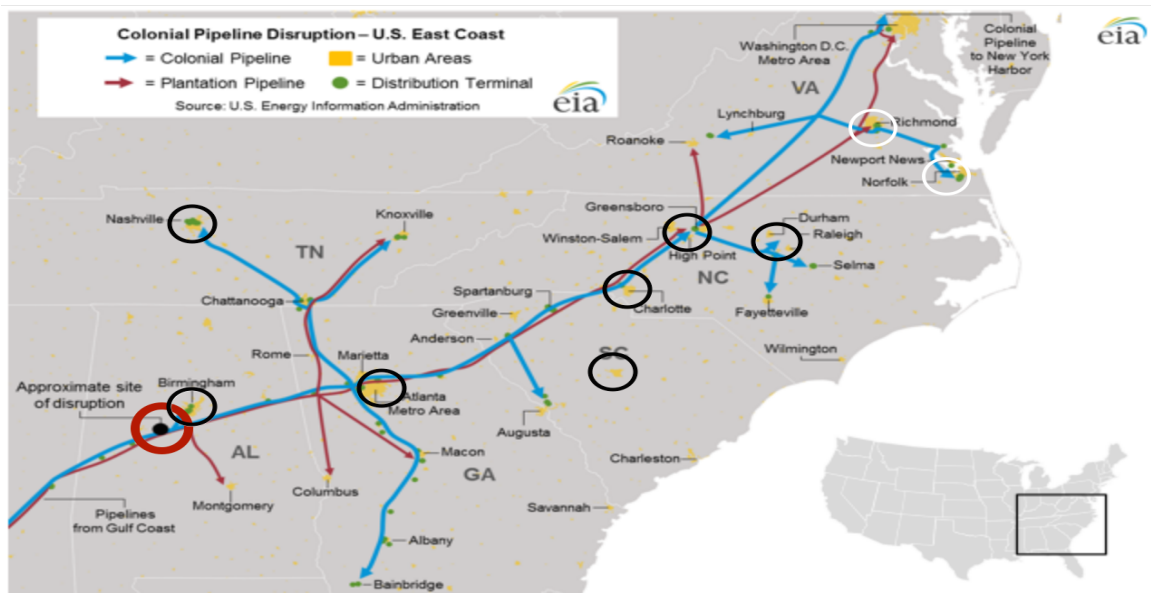 Colonial Pipeline Disruption – U.S. East Coast
= Colonial Pipeline
= Urban Areas
= Plantation Pipeline
= Distribution Terminal
Source: U.S. Energy Information Administration
eia
eia
Washington D.C.
Metro Area
Colonial
Pipeline
to New York
Harbor
VA
Lynchburg
Richmond
Roanoke
Newport News
Norfolk
Greensboro
Durham
Nashville
Knoxville
Winston-Salem
Raleigh
High Point
TN
NC
Selma
Chattanooga
Spartanburg
Charlotte
Fayetteville
Greenville
Anderson
Rome
Marietta
SC
Wilmington
Approximate site
of disruption
Birmingham
Atlanta
Metro Area
Augusta
AL
Macon
Charleston
GA
Columbus
Montgomery
Savannah
Pipelines
from Gulf Coast
Albany
Bainbridge